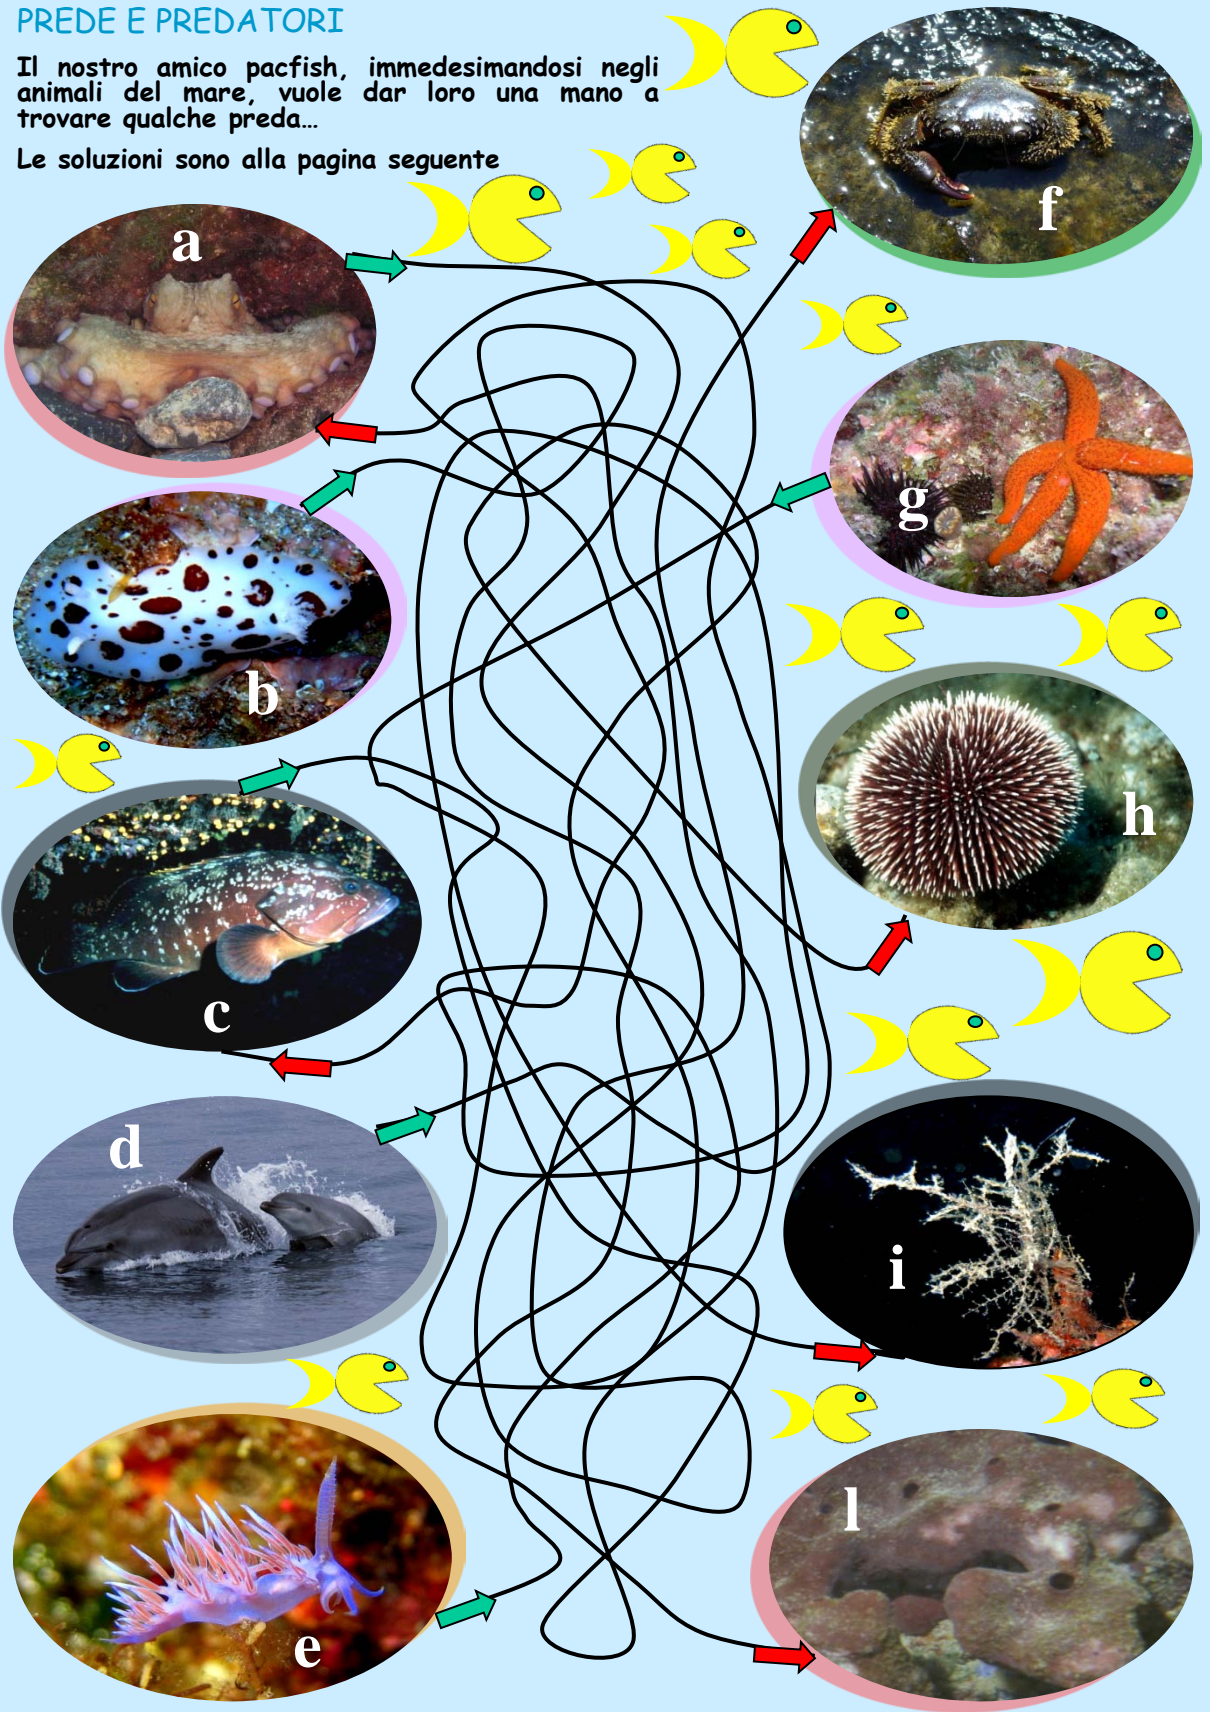 PREDE E PREDATORI
Il nostro amico pacfish, immedesimandosi negli
animali del mare, vuole dar loro una mano a
trovare qualche preda...
Le soluzioni sono alla pagina seguente
f
a
g
b
h
c
d
i
l
e